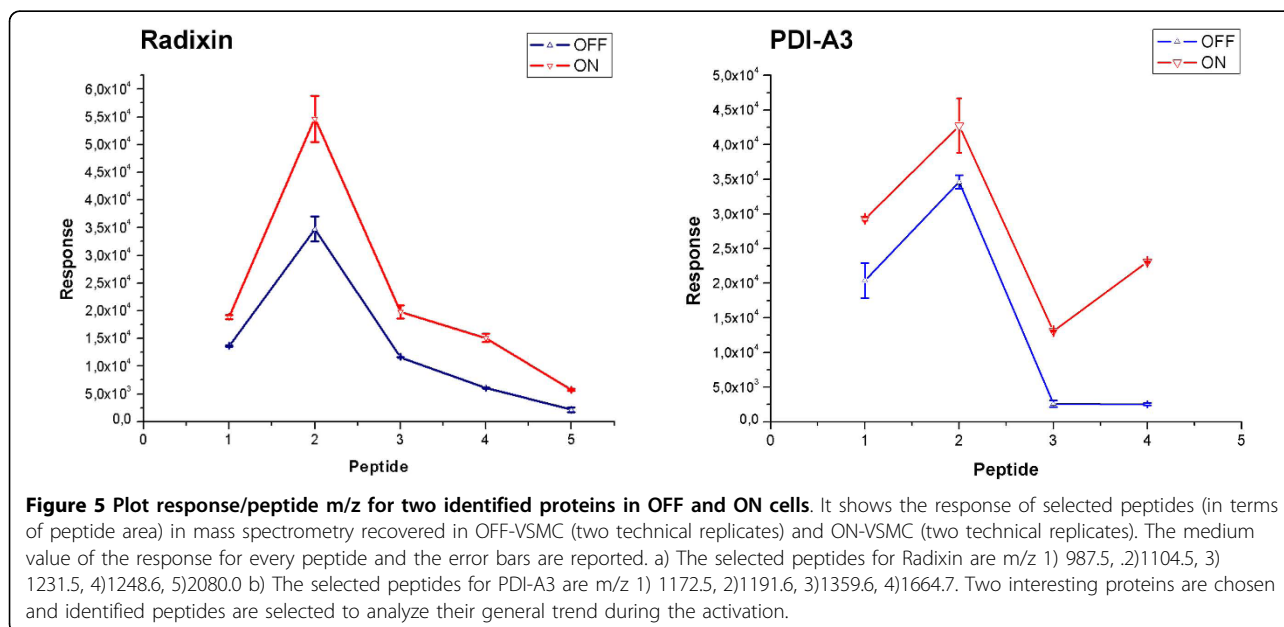 Radixin
OFF
ON
Response
6,0x10⁴
5,5x10⁴
5,0x10⁴
4,5x10⁴
4,0x10⁴
3,5x10⁴
3,0x10⁴
2,5x10⁴
2,0x10⁴
1,5x10⁴
1,0x10⁴
5,0x10³
0,0
0 1 2 3 4 5
Peptide
PDI-A3
OFF
ON
Response
5,0x10⁴
4,5x10⁴
4,0x10⁴
3,5x10⁴
3,0x10⁴
2,5x10⁴
2,0x10⁴
1,5x10⁴
1,0x10⁴
5,0x10³
0,0
0 1 2 3 4 5
Peptide
Figure 5 Plot response/peptide m/z for two identified proteins in OFF and ON cells. It shows the response of selected peptides (in terms
of peptide area) in mass spectrometry recovered in OFF-VSMC (two technical replicates) and ON-VSMC (two technical replicates). The medium
value of the response for every peptide and the error bars are reported. a) The selected peptides for Radixin are m/z 1) 987.5, .2)1104.5, 3)
1231.5, 4)1248.6, 5)2080.0 b) The selected peptides for PDI-A3 are m/z 1) 1172.5, 2)1191.6, 3)1359.6, 4)1664.7. Two interesting proteins are chosen
and identified peptides are selected to analyze their general trend during the activation.